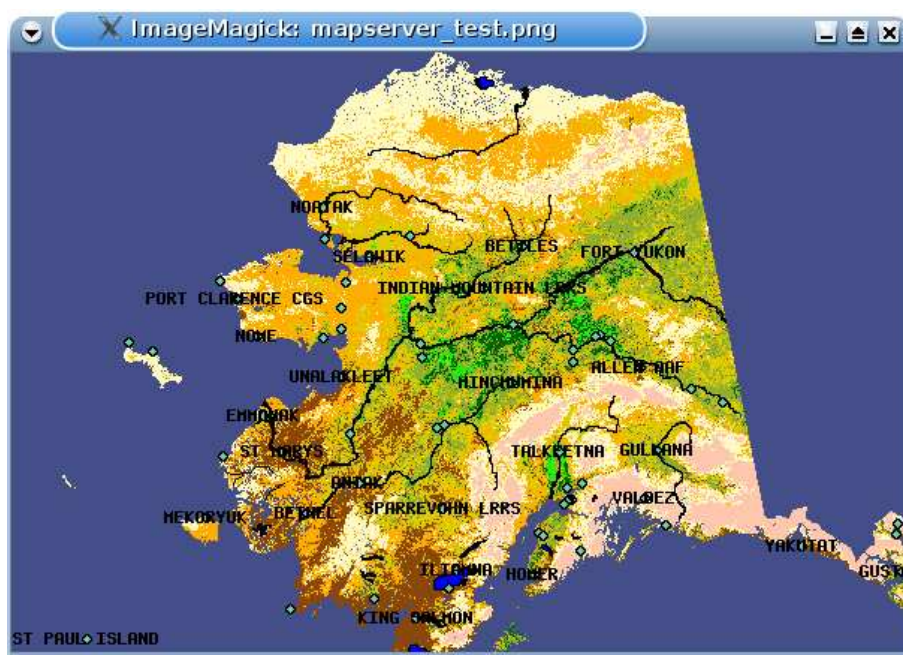 ImageMagick: mapserver_test.png
NOATAK
SELAWIK
BETTLES
FORT YUKON
INDIAN MOUNTAIN LRRS
PORT CLARENCE CGS
NOME
UNALAKLEET
MINCHUMINA
ALLEN AAF
EMMONAK
ST MARYS
TALKEETNA
GULKANA
ANIAK
SPARREVOHN LRRS
VALDEZ
MEKORYUK
BETHEL
YAKUTAT
ILIAMNA
HOMER
GUST
KING SALMON
ST PAUL ISLAND